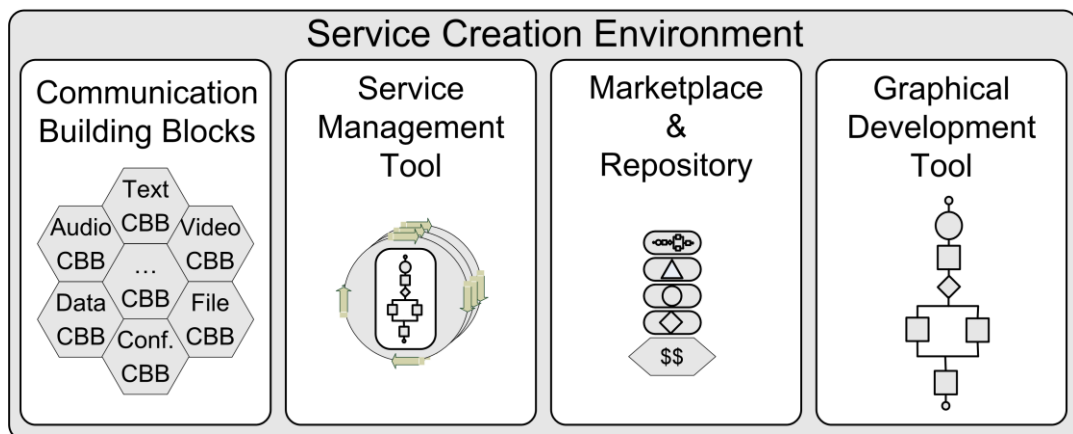 Service Creation Environment
Communication
Building Blocks
Text
CBB
Audio
CBB
Video
CBB
...
CBB
Data
CBB
File
CBB
Conf.
CBB
Service
Management
Tool
Marketplace
&
Repository
$$
Graphical
Development
Tool